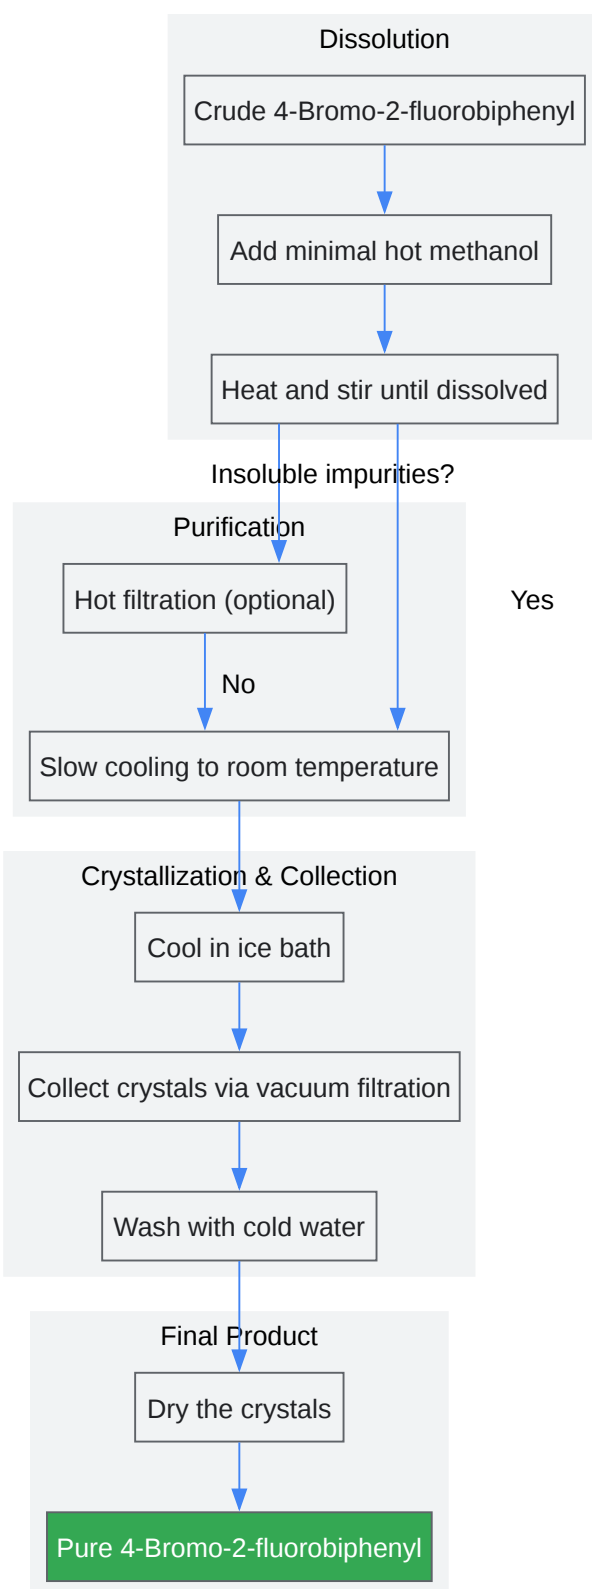 Dissolution
Crude 4-Bromo-2-fluorobiphenyl
Add minimal hot methanol
Heat and stir until dissolved
Insoluble impurities?
Purification
Hot filtration (optional)
Yes
No
Slow cooling to room temperature
Crystallization & Collection
Cool in ice bath
Collect crystals via vacuum filtration
Wash with cold water
Final Product
Dry the crystals
Pure 4-Bromo-2-fluorobiphenyl